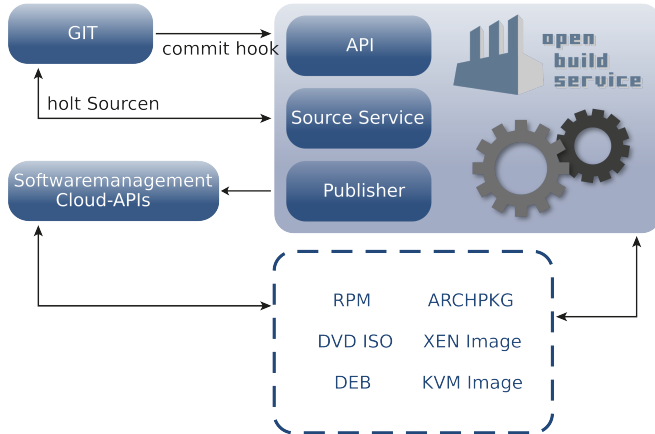 GIT
commit hook
API
open
build
service
holt Sourcen
Source Service
Softwaremanagement
Cloud-APIs
Publisher
RPM
ARCHPKG
DVD ISO
XEN Image
DEB
KVM Image